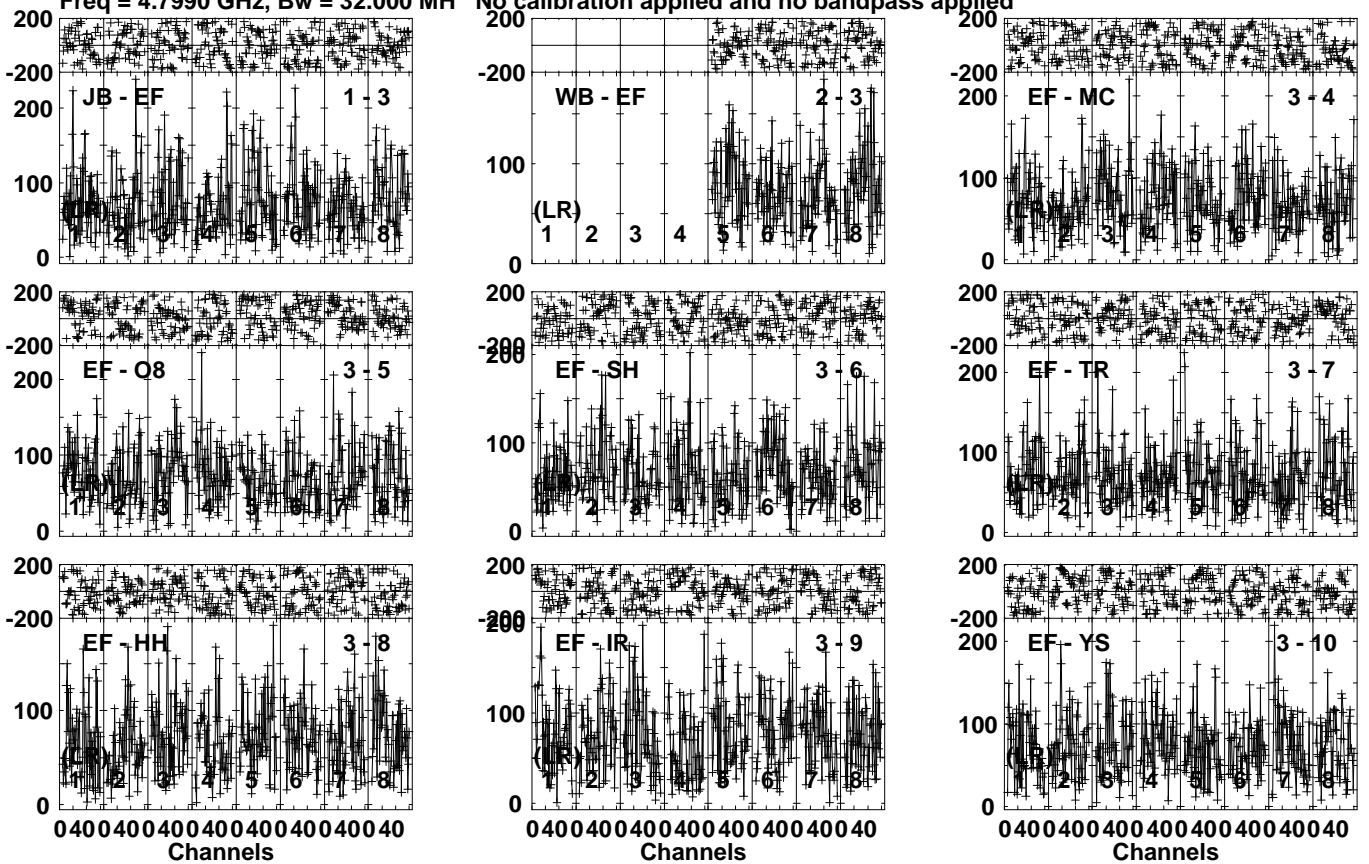 Freq = 4.7990 GHz, Bw = 32.000 MH No calibration applied and no bandpass applied
200 200 200
-200 -200 -200
JB - EF 1 - 3 WB - EF 2 - 3 EF - MC 3 - 4
200 200
100 100 100
(LR) (LR) (LR)
1 2 3 4 5 6 7 8 1 2 3 4 5 6 7 8 1 2 3 4 5 6 7 8
0 0 0
200 200 200
-200 -200 -200
200
EF - O8 3 - 5 EF - SH 3 - 6 EF - TR 3 - 7
200 200
100 100 100
(LR) (LR) (LR)
1 2 3 4 5 6 7 8 1 2 3 4 5 6 7 8 1 2 3 4 5 6 7 8
0 0 0
200 200 200
-200 -200 -200
200
EF - HH 3 - 8 EF - IR 3 - 9 EF - YS 3 - 10
200
100 100 100
(LR) (LR) (LR)
1 2 3 4 5 6 7 8 1 2 3 4 5 6 7 8 1 2 3 4 5 6 7 8
0 0 0
0 40 0 40 0 40 0 40 0 40 0 40 0 40 0 40 0 40 0 40 0 40 0 40 0 40 0 40 0 40 0 40 0 40 0 40 0 40 0 40 0 40 0 40 0 40 0 40
Channels Channels Channels